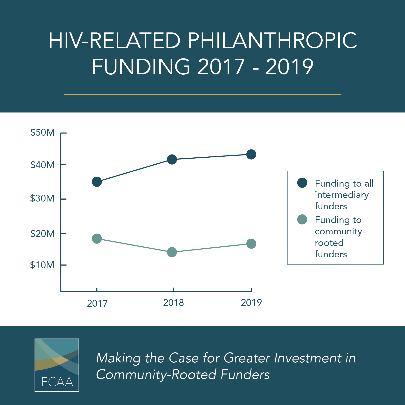 HIV-RELATED PHILANTHROPIC
FUNDING 2017 - 2019
$50M
$40M
$30M
$20M
$10M
2017
2018
2019
Funding to all
intermediary
funders
Funding to
community-
rooted
funders
FCAA
Making the Case for Greater Investment in
Community-Rooted Funders